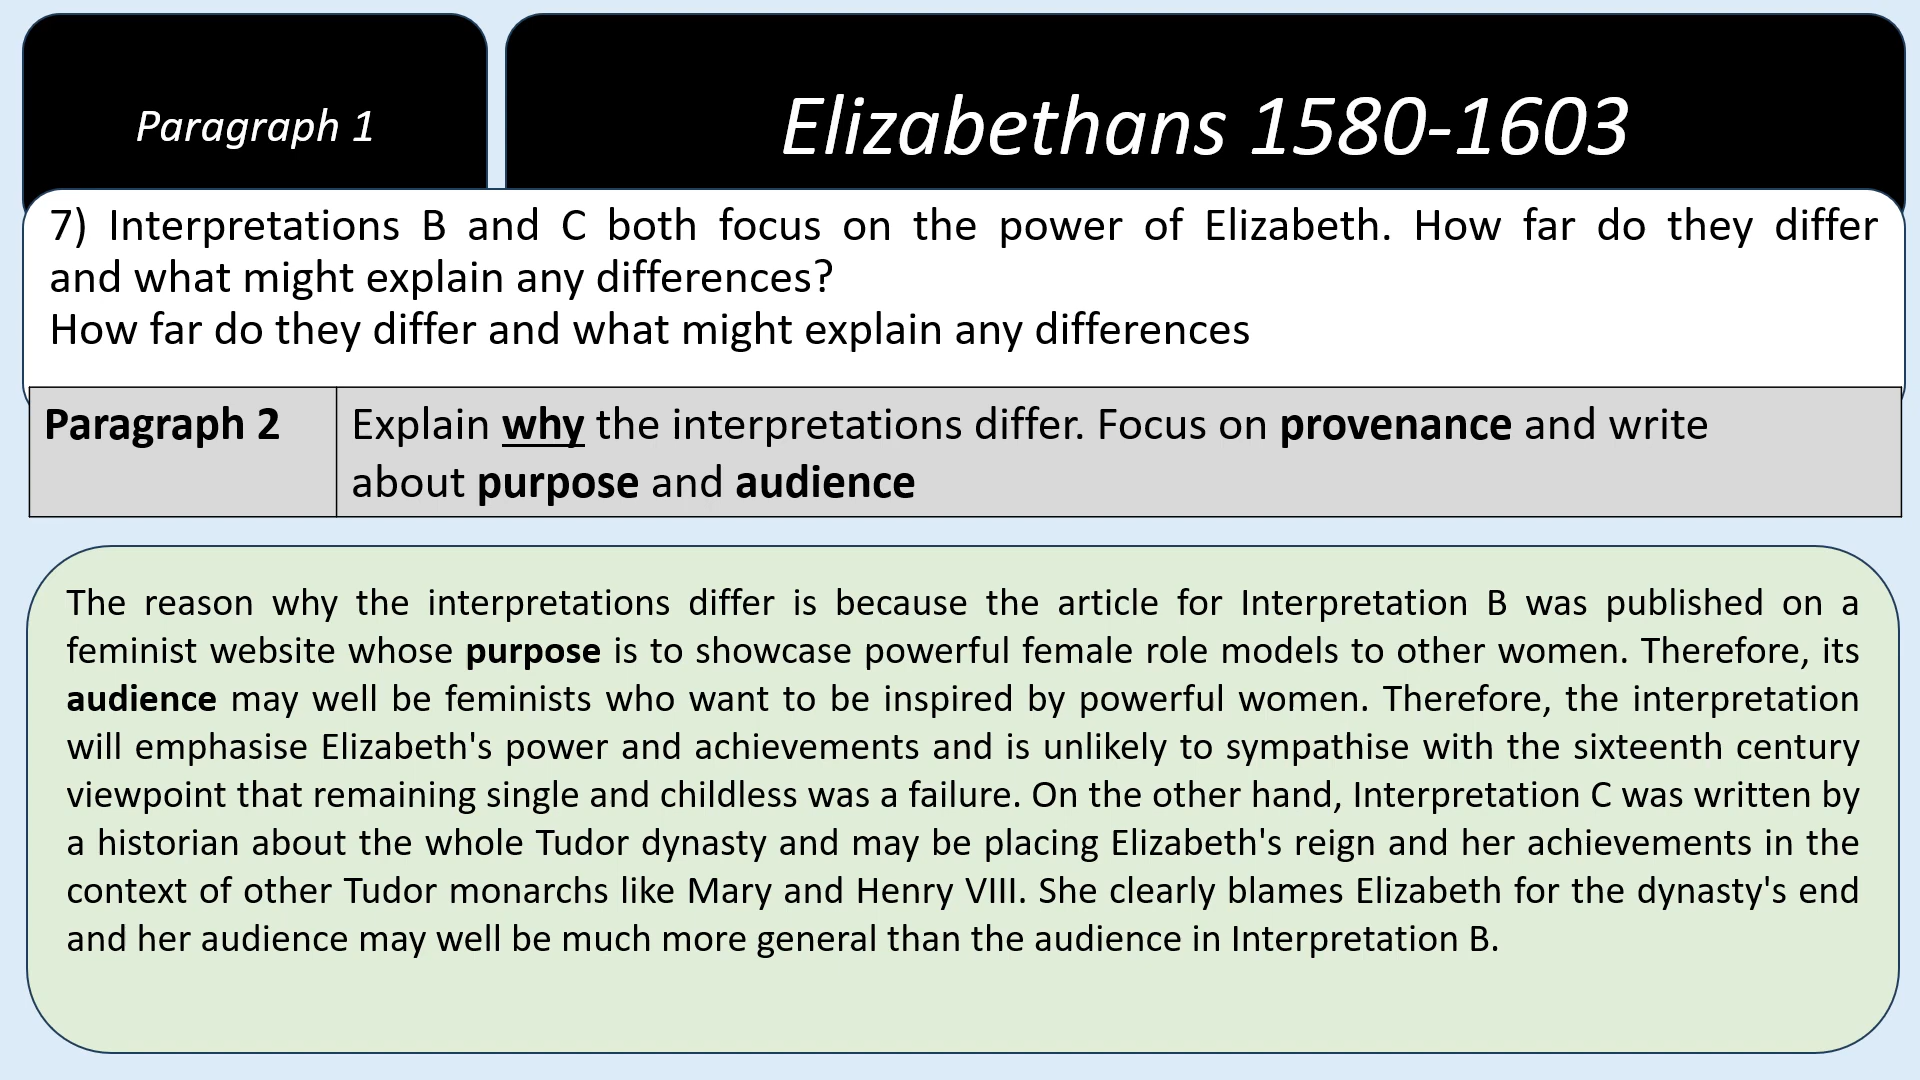 Paragraph 1
Elizabethans 1580-1603
7) Interpretations B and C both focus on the power of Elizabeth. How far do they differ
and what might explain any differences?
How far do they differ and what might explain any differences
Paragraph 2
Explain why the interpretations differ. Focus on provenance and write
about purpose and audience
The reason why the interpretations differ is because the article for Interpretation B was published on a
feminist website whose purpose is to showcase powerful female role models to other women. Therefore, its
audience may well be feminists who want to be inspired by powerful women. Therefore, the interpretation
will emphasise Elizabeth's power and achievements and is unlikely to sympathise with the sixteenth century
viewpoint that remaining single and childless was a failure. On the other hand, Interpretation C was written by
a historian about the whole Tudor dynasty and may be placing Elizabeth's reign and her achievements in the
context of other Tudor monarchs like Mary and Henry VIII. She clearly blames Elizabeth for the dynasty's end
and her audience may well be much more general than the audience in Interpretation B.